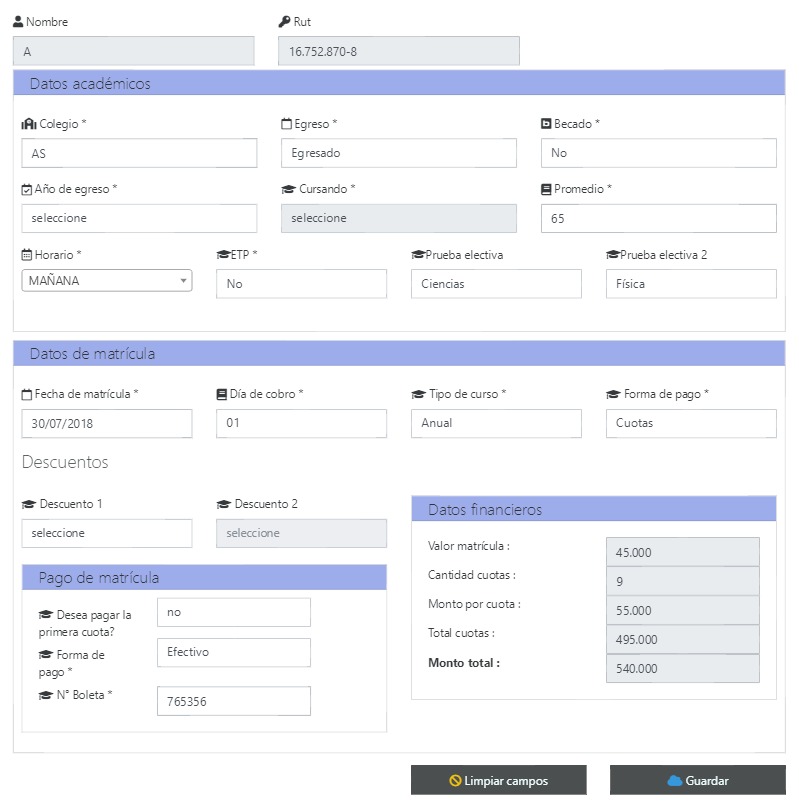 Nombre Rut
A 16.752.870-8
Datos académicos
Colegio * Egreso * Becado *
AS Egresado No
Año de egreso * Cursando * Promedio *
seleccione seleccione 65
Horario * ETP * Prueba electiva Prueba electiva 2
MAÑANA No Ciencias Física
Datos de matrícula
Fecha de matrícula * Día de cobro * Tipo de curso * Forma de pago *
30/07/2018 01 Anual Cuotas
Descuentos
Descuento 1 Descuento 2
seleccione seleccione
Pago de matrícula
Desea pagar la
primera cuota?
no
Forma de
pago *
Efectivo
N° Boleta *
765356
Datos financieros
Valor matrícula : 45.000
Cantidad cuotas : 9
Monto por cuota : 55.000
Total cuotas : 495.000
Monto total : 540.000
Limpiar campos Guardar